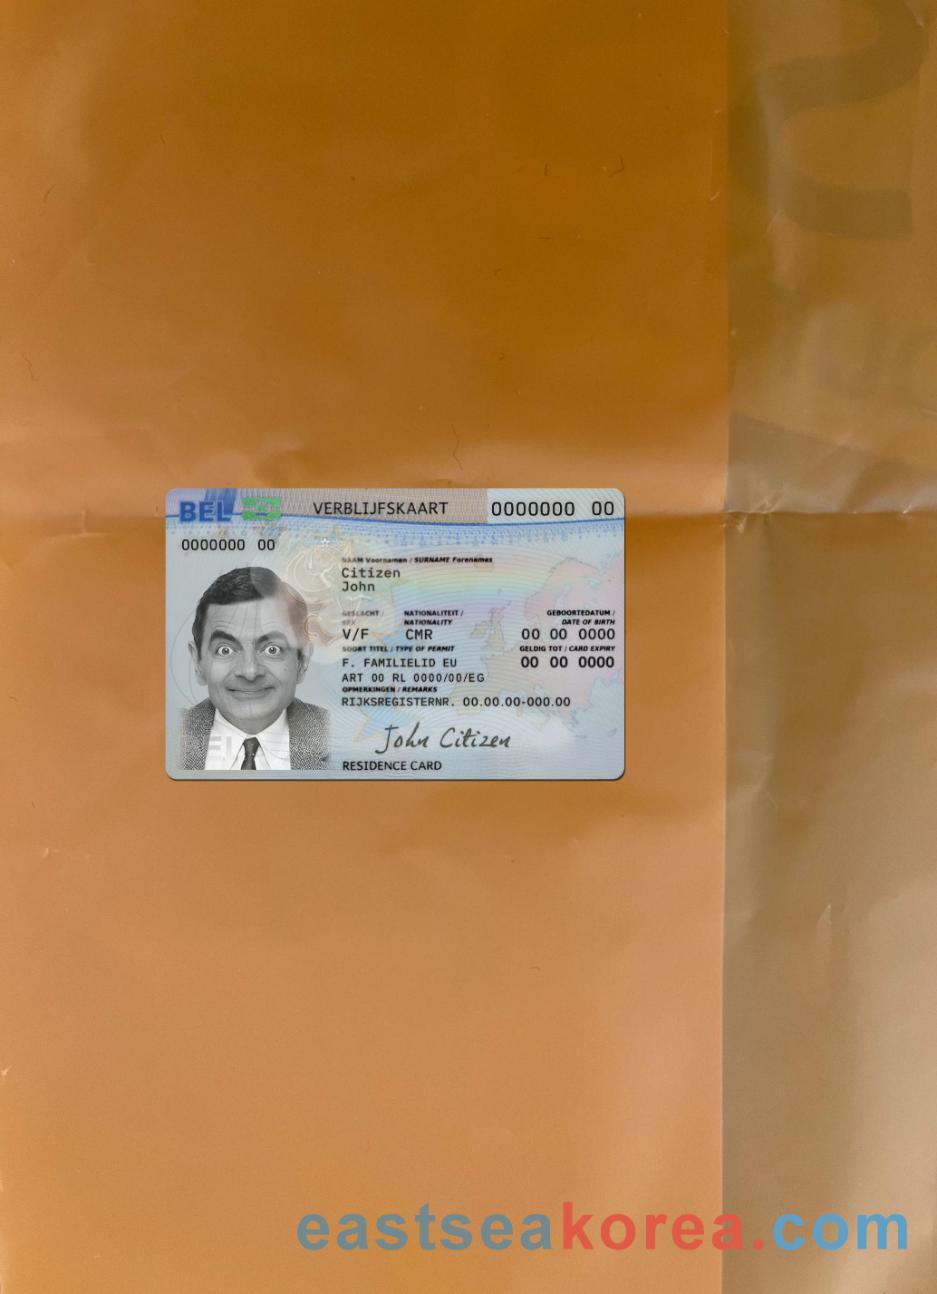 BEL VERBLIJFSKAART 0000000 00
0000000 00
NAAM Voornamen / SURNAME Forenames
Citizen
John
GESLACHT / NATIONALITEIT / GEBOORTEDATUM /
SEX NATIONALITY DATE OF BIRTH
V/F CMR 00 00 0000
SOORT TITEL / TYPE OF PERMIT GELDIG TOT / CARD EXPIRY
F. FAMILIELID EU 00 00 0000
ART 00 RL 0000/00/EG
OPMERKINGEN / REMARKS
RIJKSREGISTERNR. 00.00.00-000.00
John Citizen
BEL
RESIDENCE CARD
eastseakorea.com